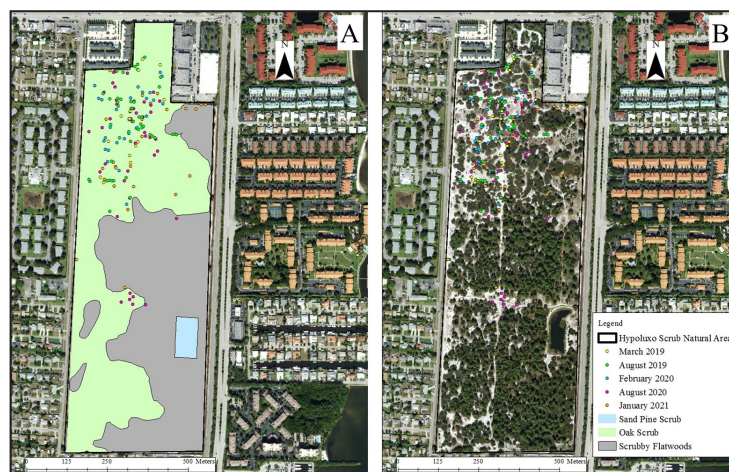 A
N
0
125
250
500
Meters
B
N
0
125
250
500
Meters
Legend
Hypoluxo Scrub Natural Area
March 2019
August 2019
February 2020
August 2020
January 2021
Sand Pine Scrub
Oak Scrub
Scrubby Flatwoods